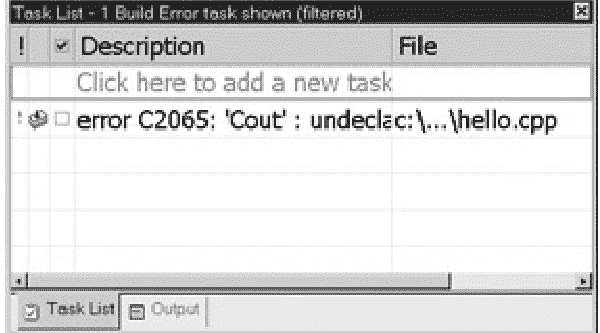 Task List - 1 Build Error task shown (filtered)
! Description File
Click here to add a new task
! error C2065: 'Cout' : undeclac:\...\hello.cpp
Task List Output